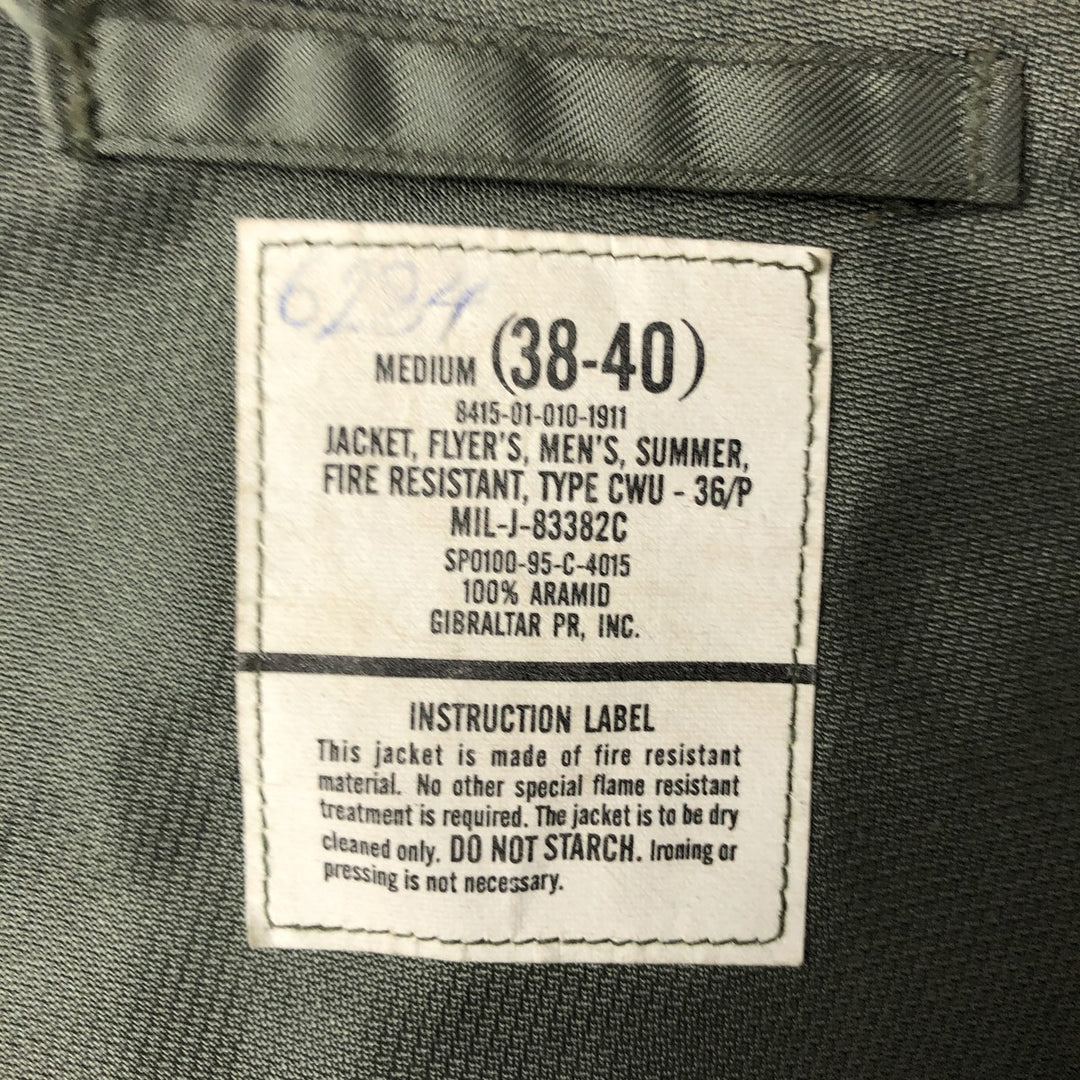 6234
MEDIUM (38-40)
8415-01-010-1911
JACKET, FLYER'S, MEN'S, SUMMER,
FIRE RESISTANT, TYPE CWU - 36/P
MIL-J-83382C
SP0100-95-C-4015
100% ARAMID
GIBRALTAR PR, INC.
INSTRUCTION LABEL
This jacket is made of fire resistant
material. No other special flame resistant
treatment is required. The jacket is to be dry
cleaned only. DO NOT STARCH. Ironing or
pressing is not necessary.